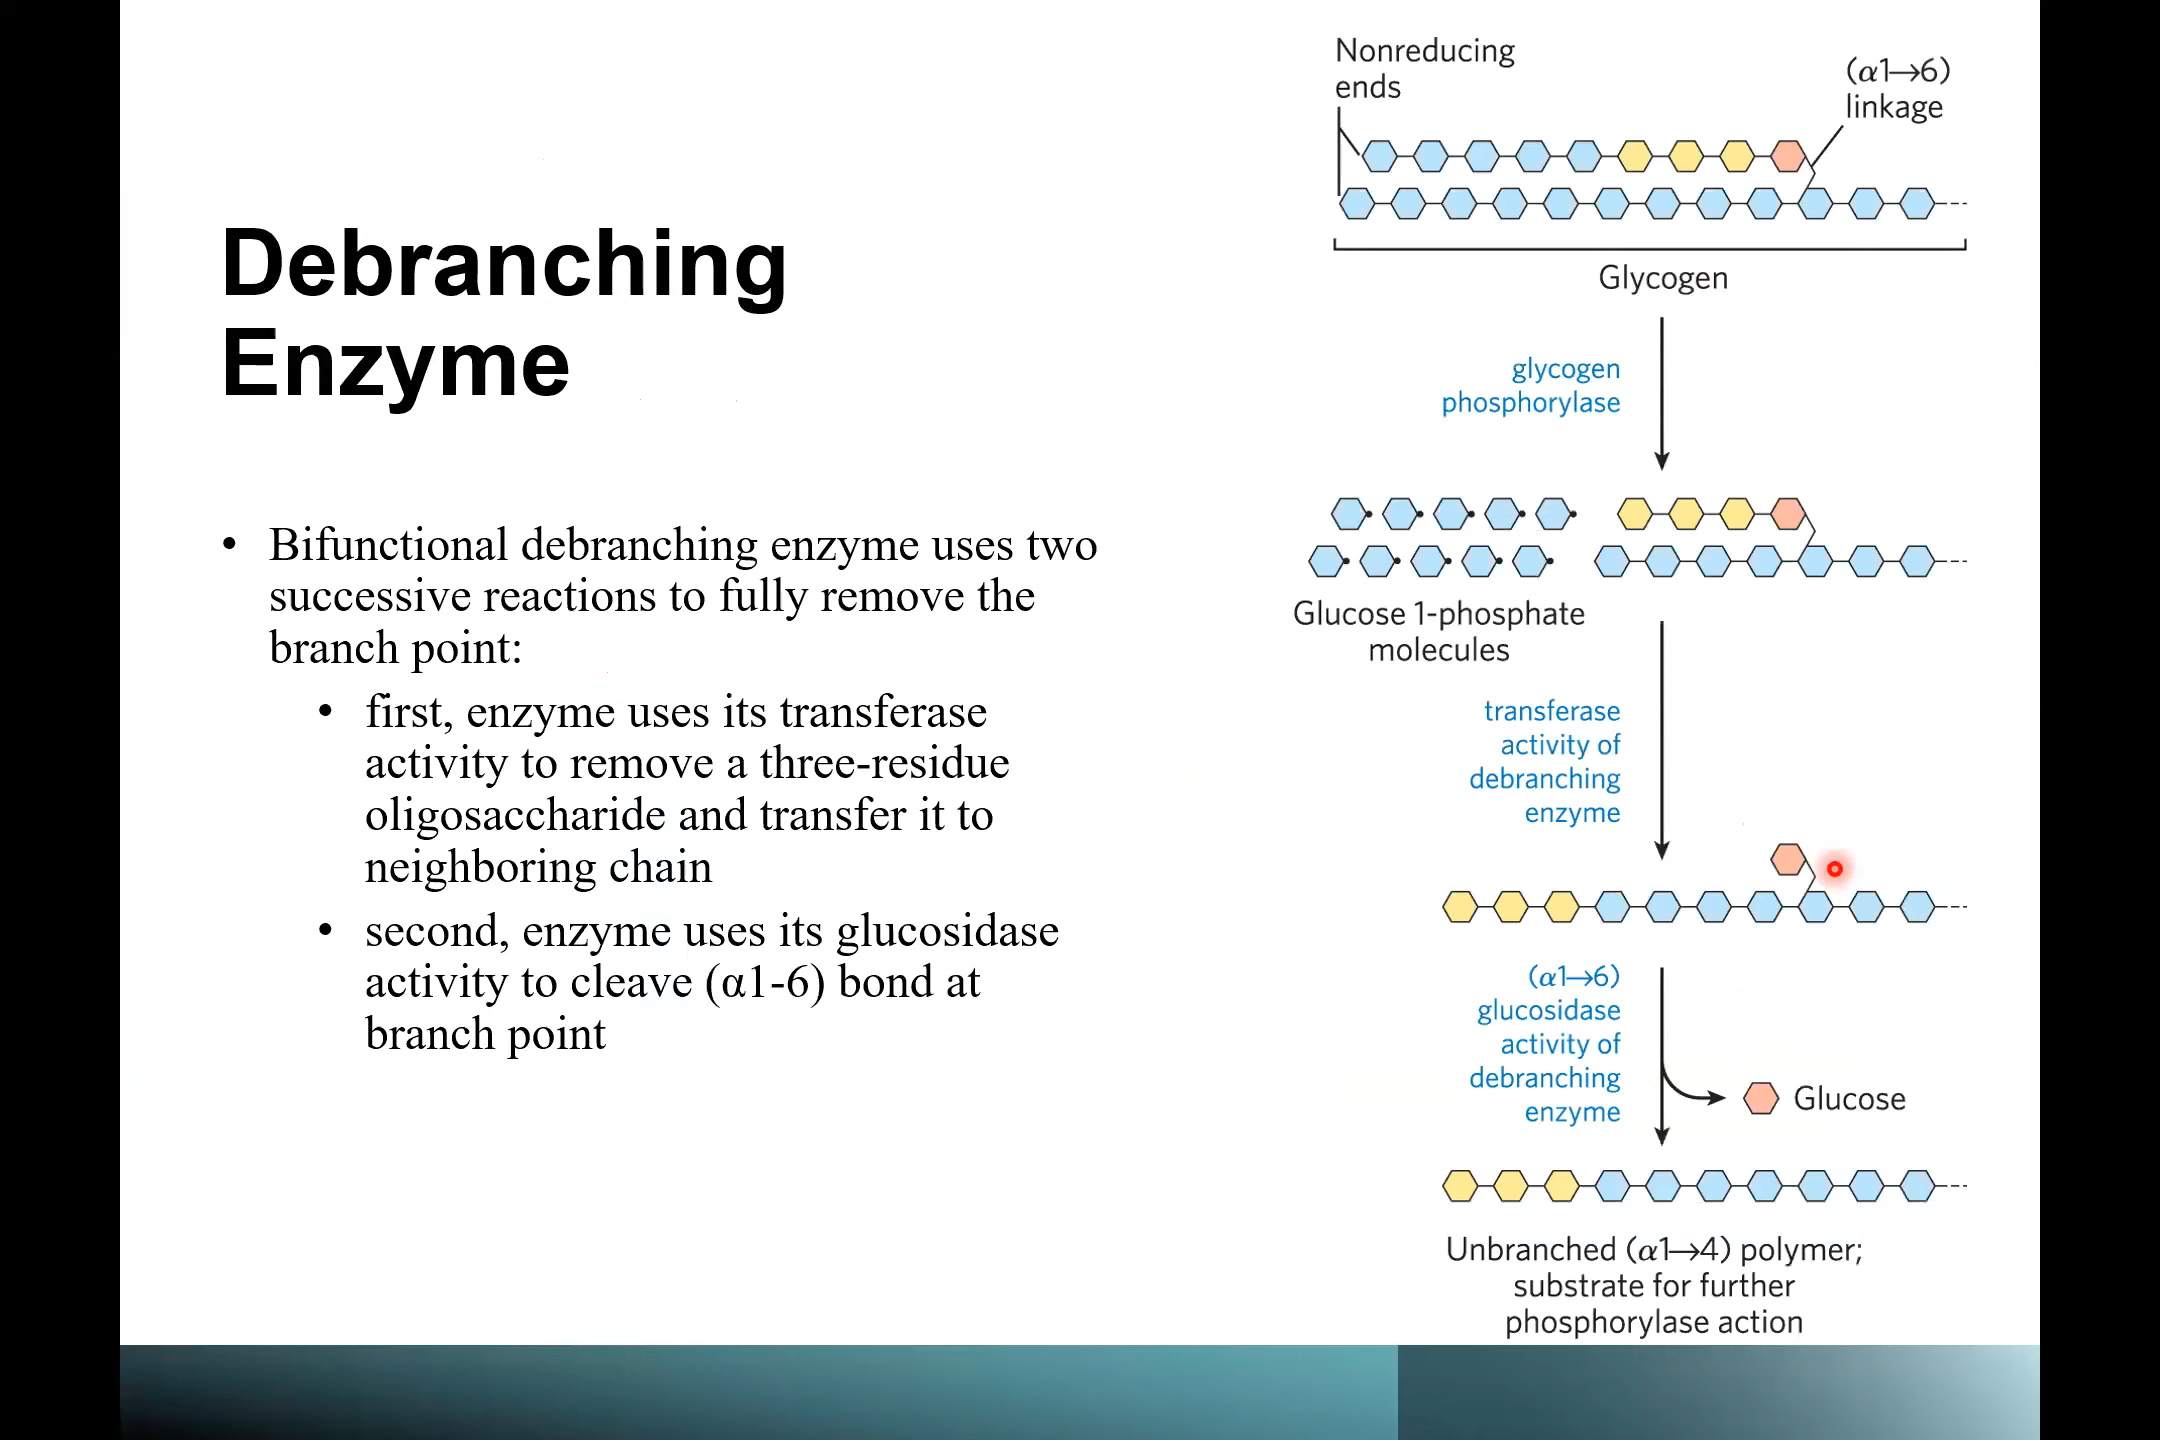 Debranching
Enzyme
• Bifunctional debranching enzyme uses two
successive reactions to fully remove the
branch point:
• first, enzyme uses its transferase
activity to remove a three-residue
oligosaccharide and transfer it to
neighboring chain
• second, enzyme uses its glucosidase
activity to cleave (α1-6) bond at
branch point
Nonreducing
ends
(α1→6)
linkage
Glycogen
glycogen
phosphorylase
Glucose 1-phosphate
molecules
transferase
activity of
debranching
enzyme
(α1→6)
glucosidase
activity of
debranching
enzyme
Glucose
Unbranched (α1→4) polymer;
substrate for further
phosphorylase action